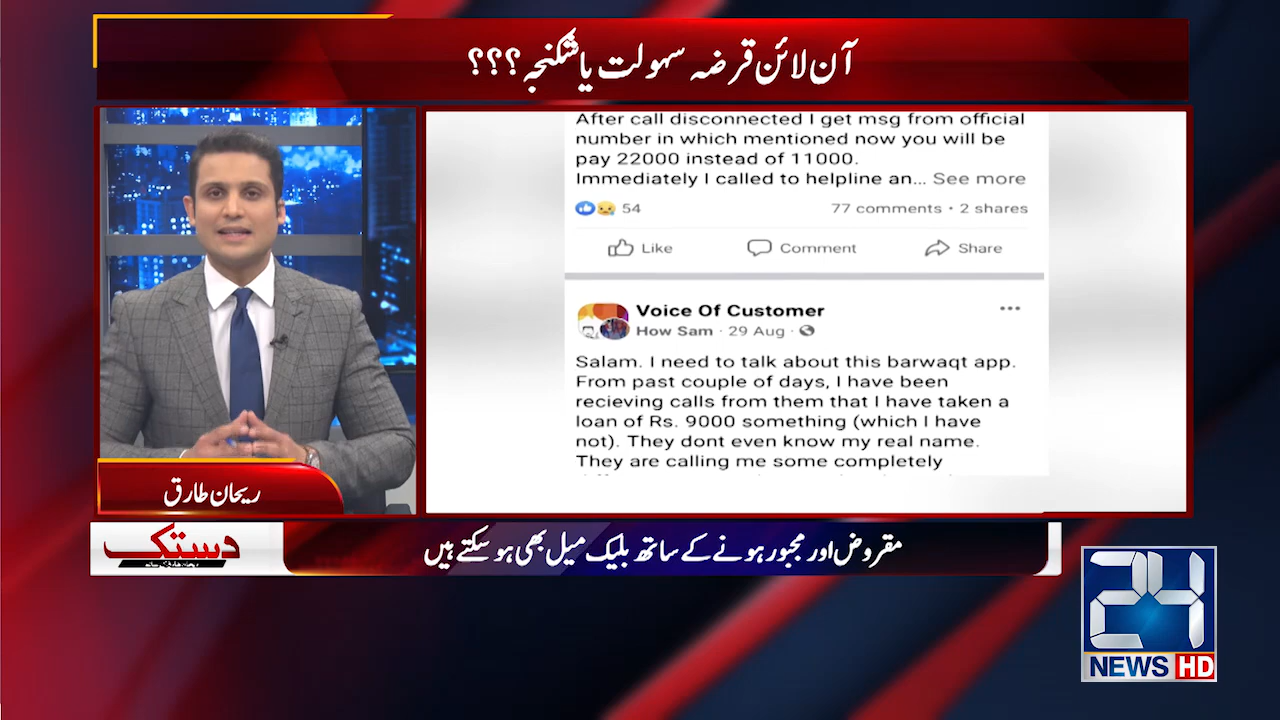 آن لائن قرضہ سہولت یا شکنجہ ؟؟؟
After call disconnected I get msg from official
number in which mentioned now you will be
pay 22000 instead of 11000.
Immediately I called to helpline an... See more
54
77 comments • 2 shares
Like
Comment
Share
Voice Of Customer
How Sam · 29 Aug ·
Salam. I need to talk about this barwaqt app.
From past couple of days, I have been
recieving calls from them that I have taken a
loan of Rs. 9000 something (which I have
not). They dont even know my real name.
They are calling me some completely
ریحان طارق
دستک
مقروض اور مجبور ہونے کے ساتھ بلیک میل بھی ہو سکتے ہیں
24
NEWS HD